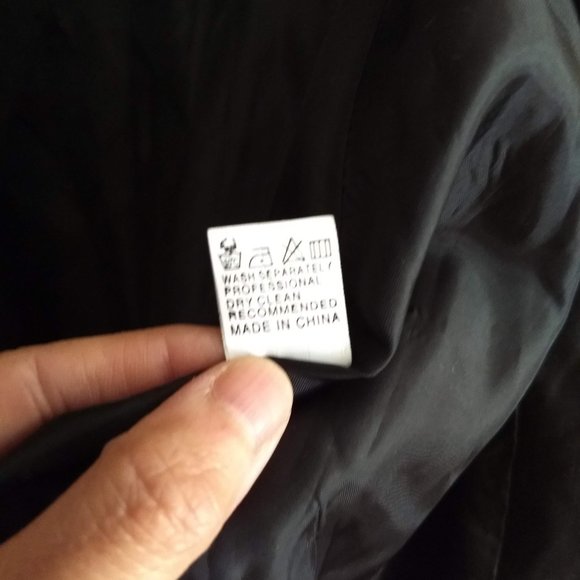 WASH SEPARATELY
PROFESSIONAL
DRY CLEAN
RECOMMENDED
MADE IN CHINA